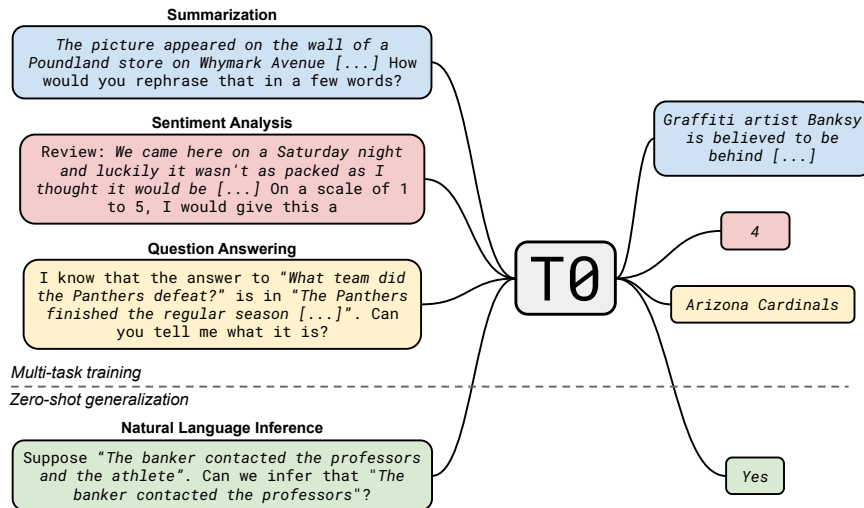 Summarization
The picture appeared on the wall of a
Poundland store on Whymark Avenue [...] How
would you rephrase that in a few words?
Sentiment Analysis
Review: We came here on a Saturday night
and luckily it wasn't as packed as I
thought it would be [...] On a scale of 1
to 5, I would give this a
Question Answering
I know that the answer to “What team did
the Panthers defeat?” is in “The Panthers
finished the regular season [...]”. Can
you tell me what it is?
Multi-task training
Zero-shot generalization
Natural Language Inference
Suppose “The banker contacted the professors
and the athlete”. Can we infer that "The
banker contacted the professors"?
T0
Graffiti artist Banksy
is believed to be
behind [...]
4
Arizona Cardinals
Yes